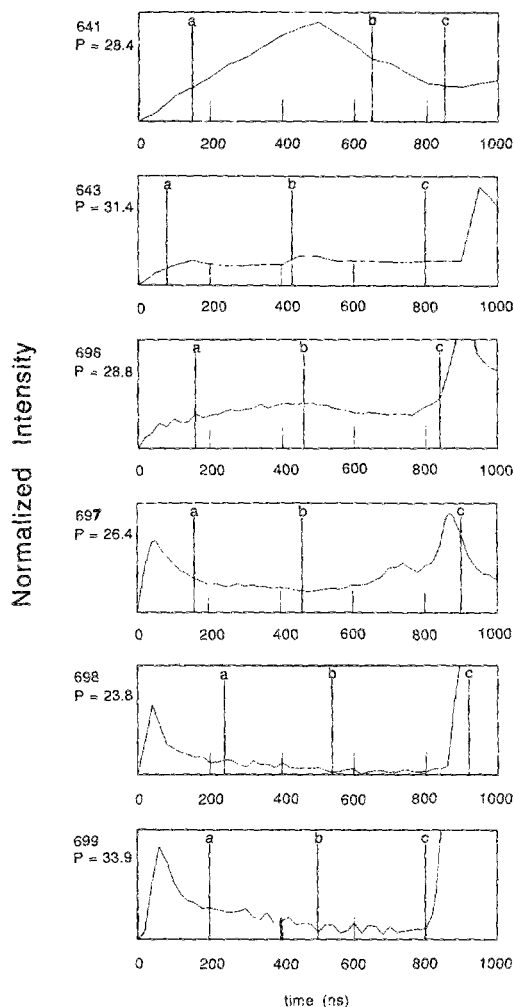 Normalized Intensity
641
P = 28.4
a b c
0 200 400 600 800 1000
643
P = 31.4
a b c
0 200 400 600 800 1000
696
P = 28.8
a b c
0 200 400 600 800 1000
697
P = 26.4
a b c
0 200 400 600 800 1000
698
P = 23.8
a b c
0 200 400 600 800 1000
699
P = 33.9
a b c
0 200 400 600 800 1000
time (ns)